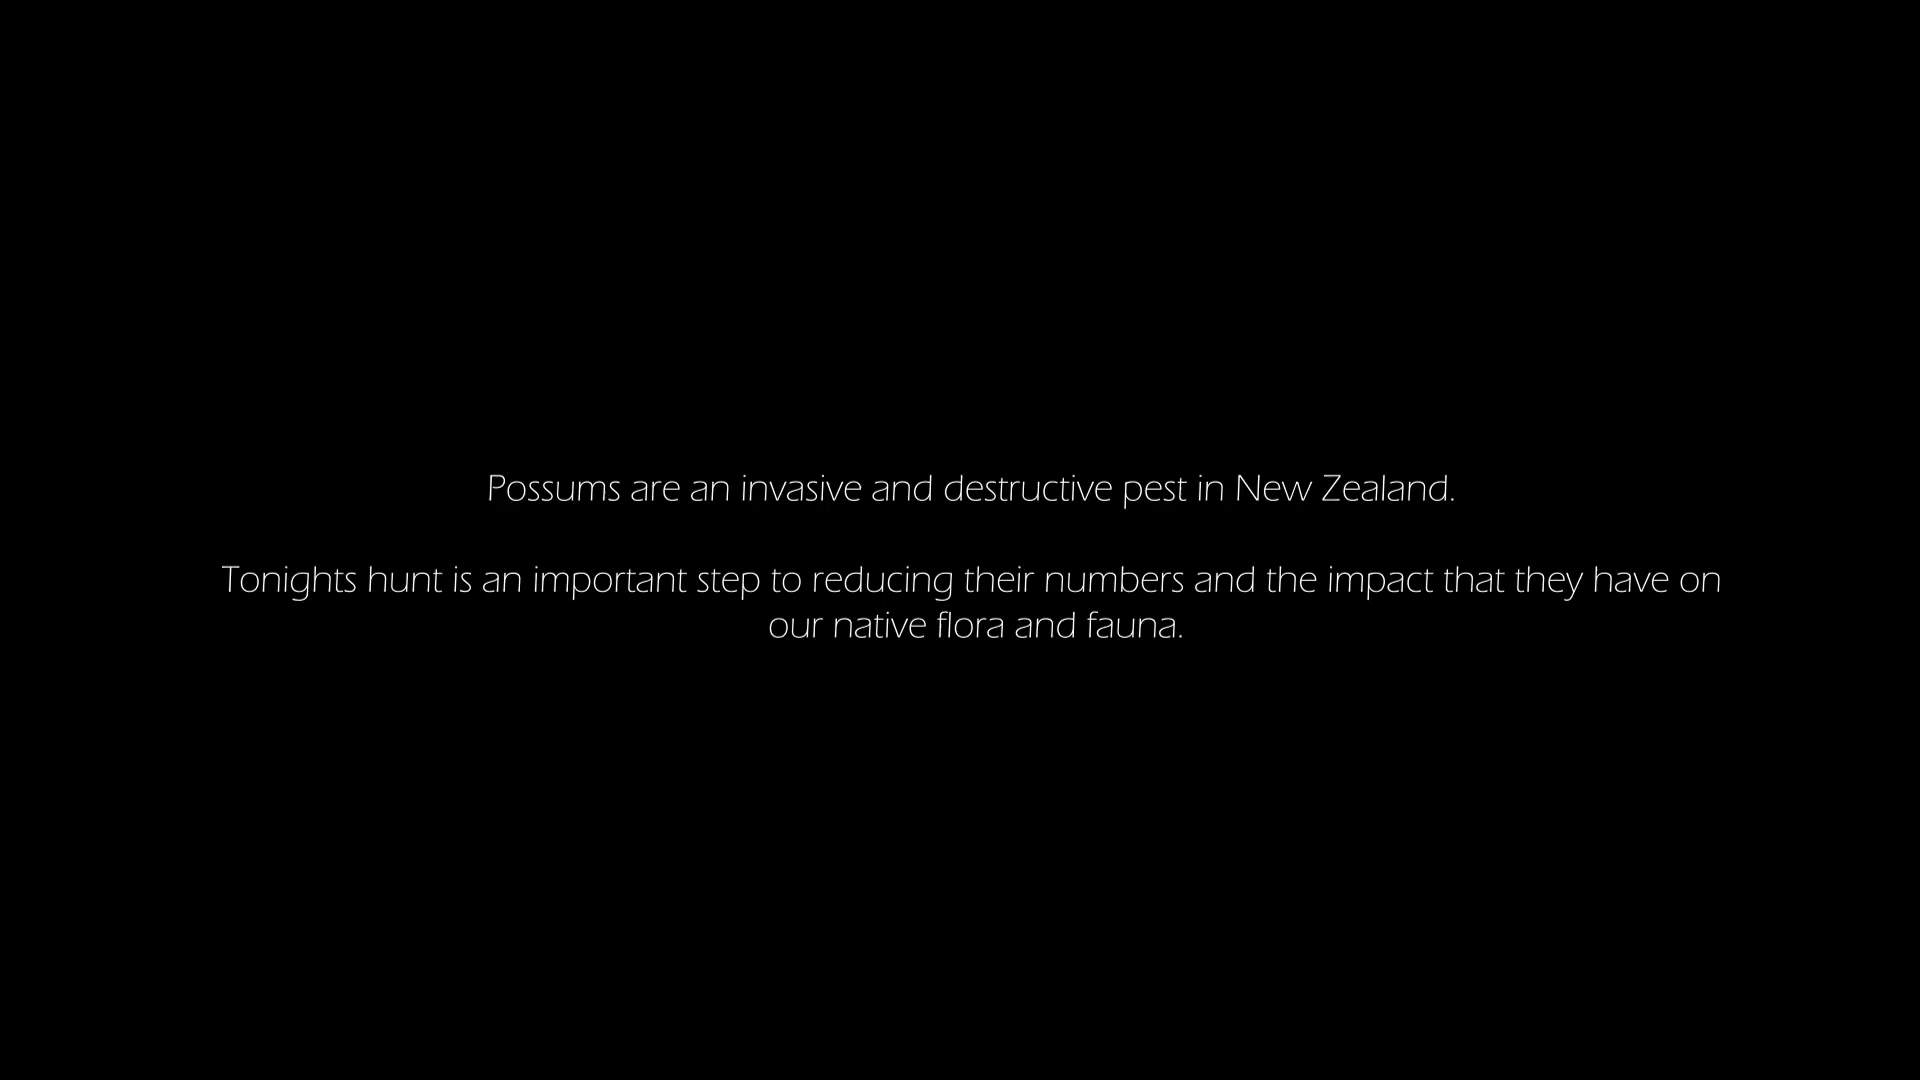 Possums are an invasive and destructive pest in New Zealand.
Tonights hunt is an important step to reducing their numbers and the impact that they have on
our native flora and fauna.